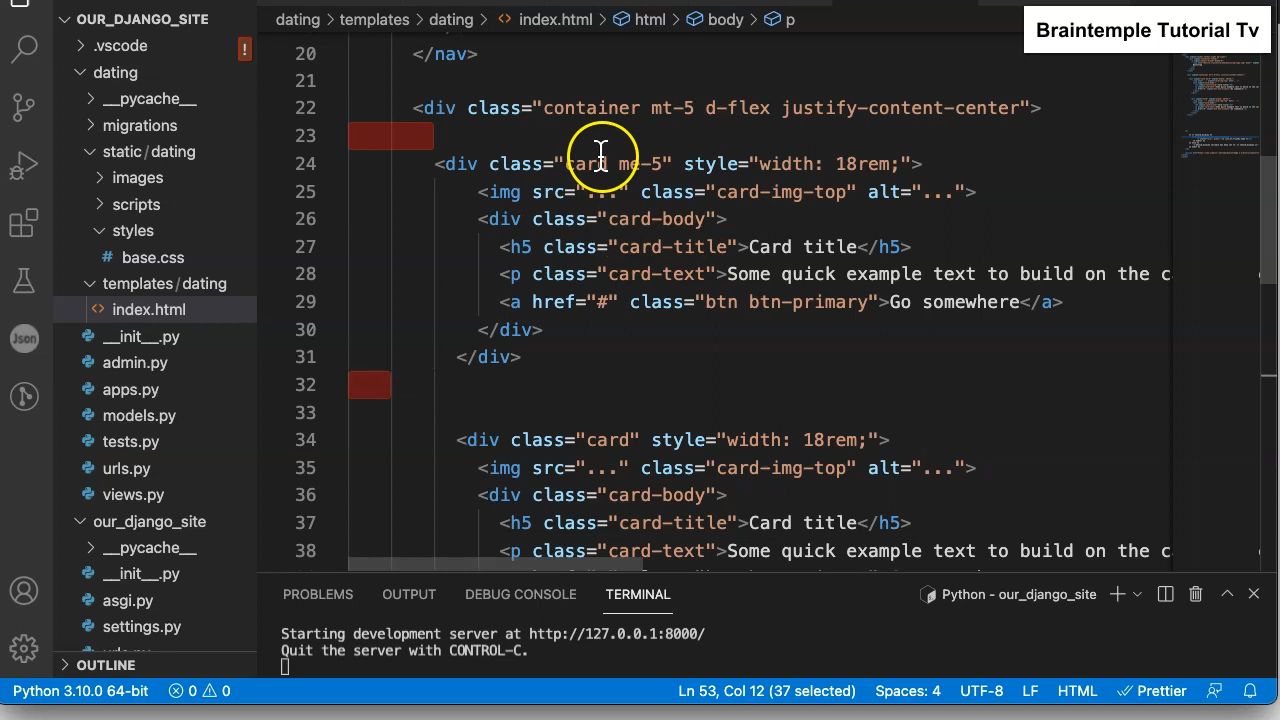 OUR_DJANGO_SITE
.vscode
!
dating
__pycache__
migrations
static/dating
images
scripts
styles
base.css
templates/dating
index.html
__init__.py
admin.py
apps.py
models.py
tests.py
urls.py
views.py
our_django_site
__pycache__
__init__.py
asgi.py
settings.py
OUTLINE
Json
dating > templates > dating > index.html > html > body > p
Braintemple Tutorial Tv
20 </nav>
21
22 <div class="container mt-5 d-flex justify-content-center">
23
24 <div class="card me-5" style="width: 18rem;">
25 <img src="..." class="card-img-top" alt="...">
26 <div class="card-body">
27 <h5 class="card-title">Card title</h5>
28 <p class="card-text">Some quick example text to build on the c
29 <a href="#" class="btn btn-primary">Go somewhere</a>
30 </div>
31 </div>
32
33
34 <div class="card" style="width: 18rem;">
35 <img src="..." class="card-img-top" alt="...">
36 <div class="card-body">
37 <h5 class="card-title">Card title</h5>
38 <p class="card-text">Some quick example text to build on the c
PROBLEMS OUTPUT DEBUG CONSOLE TERMINAL Python - our_django_site
Starting development server at http://127.0.0.1:8000/
Quit the server with CONTROL-C.
Python 3.10.0 64-bit 0 0 Ln 53, Col 12 (37 selected) Spaces: 4 UTF-8 LF HTML Prettier